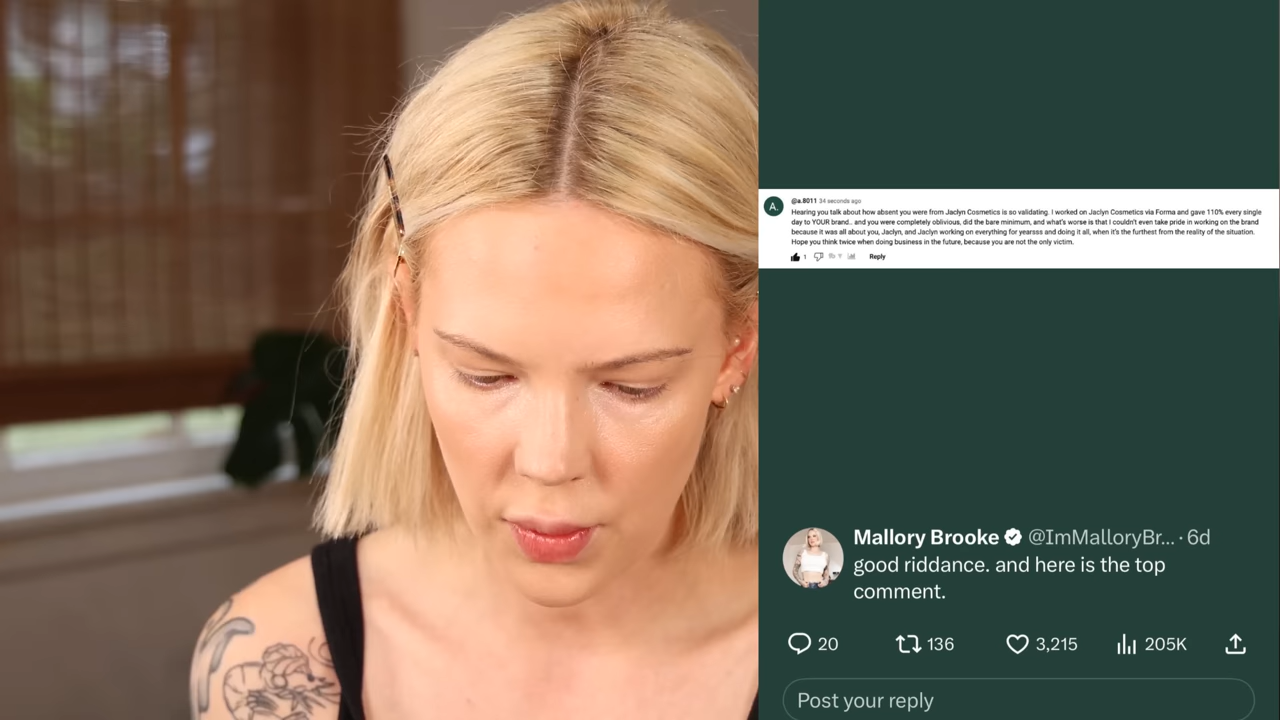 A.
@a.8011 34 seconds ago
Hearing you talk about how absent you were from Jaclyn Cosmetics is so validating. I worked on Jaclyn Cosmetics via Forma and gave 110% every single
day to YOUR brand.. and you were completely oblivious, did the bare minimum, and what's worse is that I couldn't even take pride in working on the brand
because it was all about you, Jaclyn, and Jaclyn working on everything for yearsss and doing it all, when it's the furthest from the reality of the situation.
Hope you think twice when doing business in the future, because you are not the only victim.
1 Reply
Mallory Brooke @ImMalloryBr... · 6d
good riddance. and here is the top
comment.
20 136 3,215 205K
Post your reply